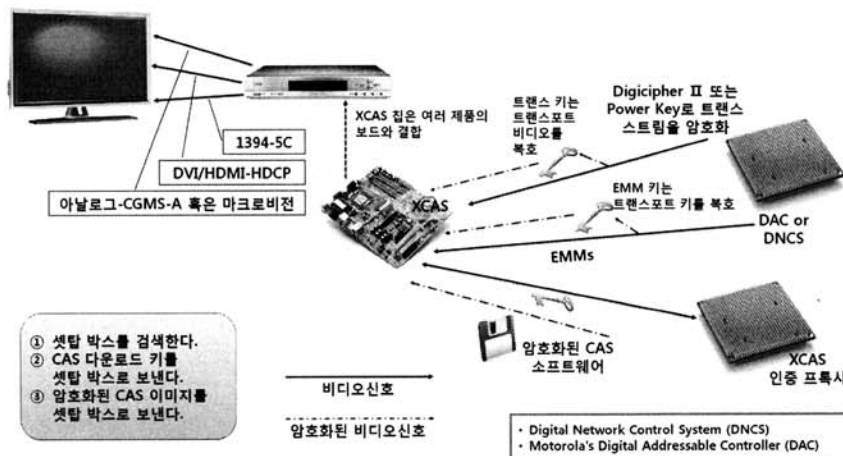 1394-5C
DVI/HDMI-HDCP
아날로그-CGMS-A 혹은 마크로비전
XCAS 칩은 여러 제품의
보드와 결합
XCAS
트랜스 키는
트랜스포트
비디오를
복호
Digicipher Ⅱ 또는
Power Key로 트랜스
스트림을 암호화
EMM 키는
트랜스포트 키를 복호
EMMs
DAC or
DNCS
암호화된 CAS
소프트웨어
XCAS
인증 프록시
① 셋탑 박스를 검색한다.
② CAS 다운로드 키를
셋탑 박스로 보낸다.
③ 암호화된 CAS 이미지를
셋탑 박스로 보낸다.
비디오신호
암호화된 비디오신호
• Digital Network Control System (DNCS)
• Motorola's Digital Addressable Controller (DAC)